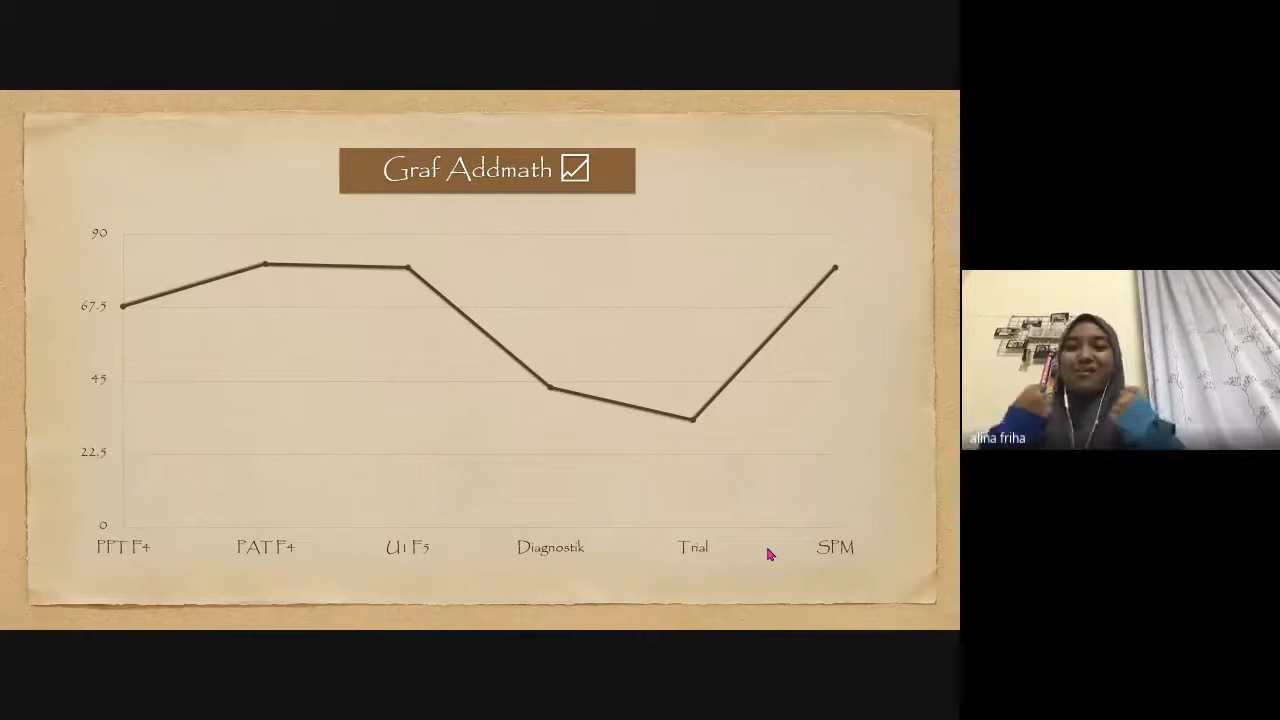 Graf Addmath
90
67.5
45
22.5
0
PPT F4 PAT F4 U1 F5 Diagnostik Trial SPM
alina friha